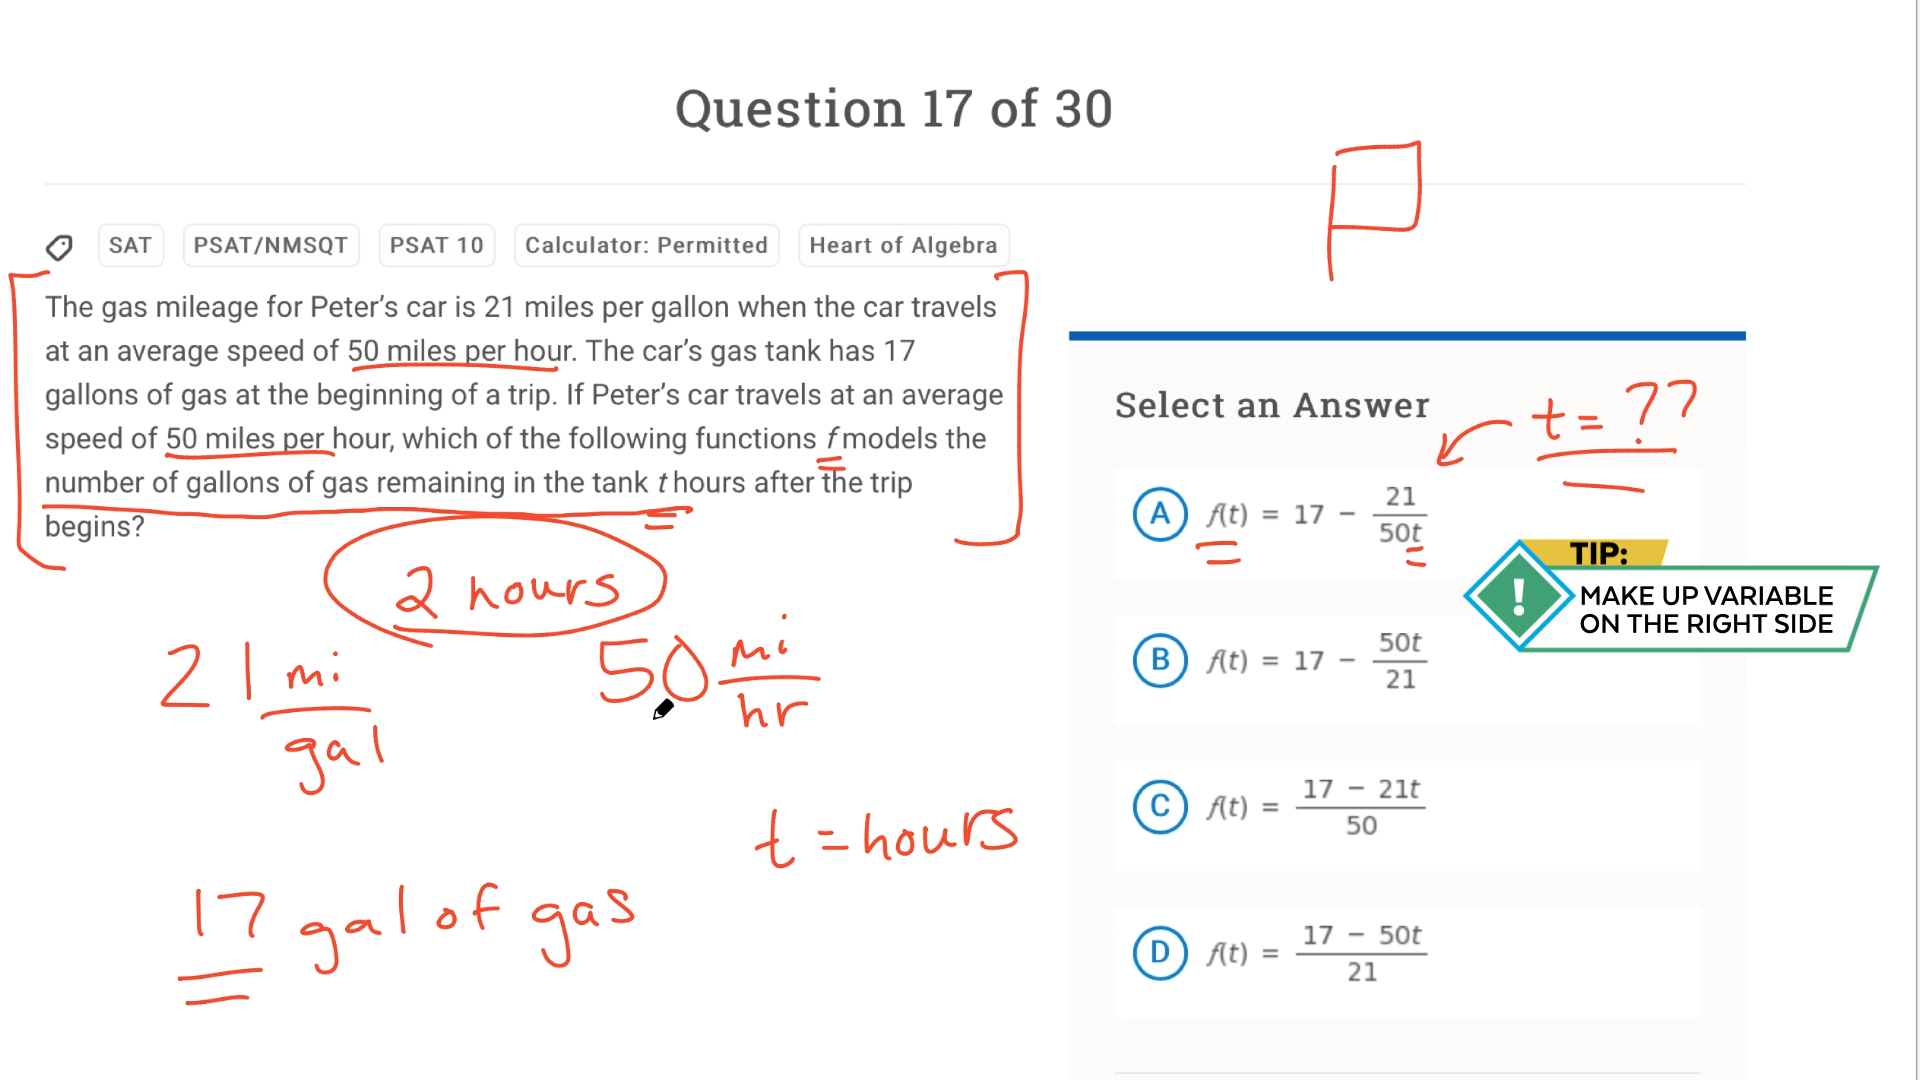 Question 17 of 30
P
SAT
PSAT/NMSQT
PSAT 10
Calculator: Permitted
Heart of Algebra
The gas mileage for Peter’s car is 21 miles per gallon when the car travels
at an average speed of 50 miles per hour. The car’s gas tank has 17
gallons of gas at the beginning of a trip. If Peter’s car travels at an average
speed of 50 miles per hour, which of the following functions f models the
number of gallons of gas remaining in the tank t hours after the trip
begins?
2 hours
21 mi/gal
50 mi/hr
t = hours
17 gal of gas
Select an Answer
t = ??
A f(t) = 17 − 21/50t
TIP:
MAKE UP VARIABLE
ON THE RIGHT SIDE
B f(t) = 17 − 50t/21
C f(t) = 17 − 21t/50
D f(t) = 17 − 50t/21